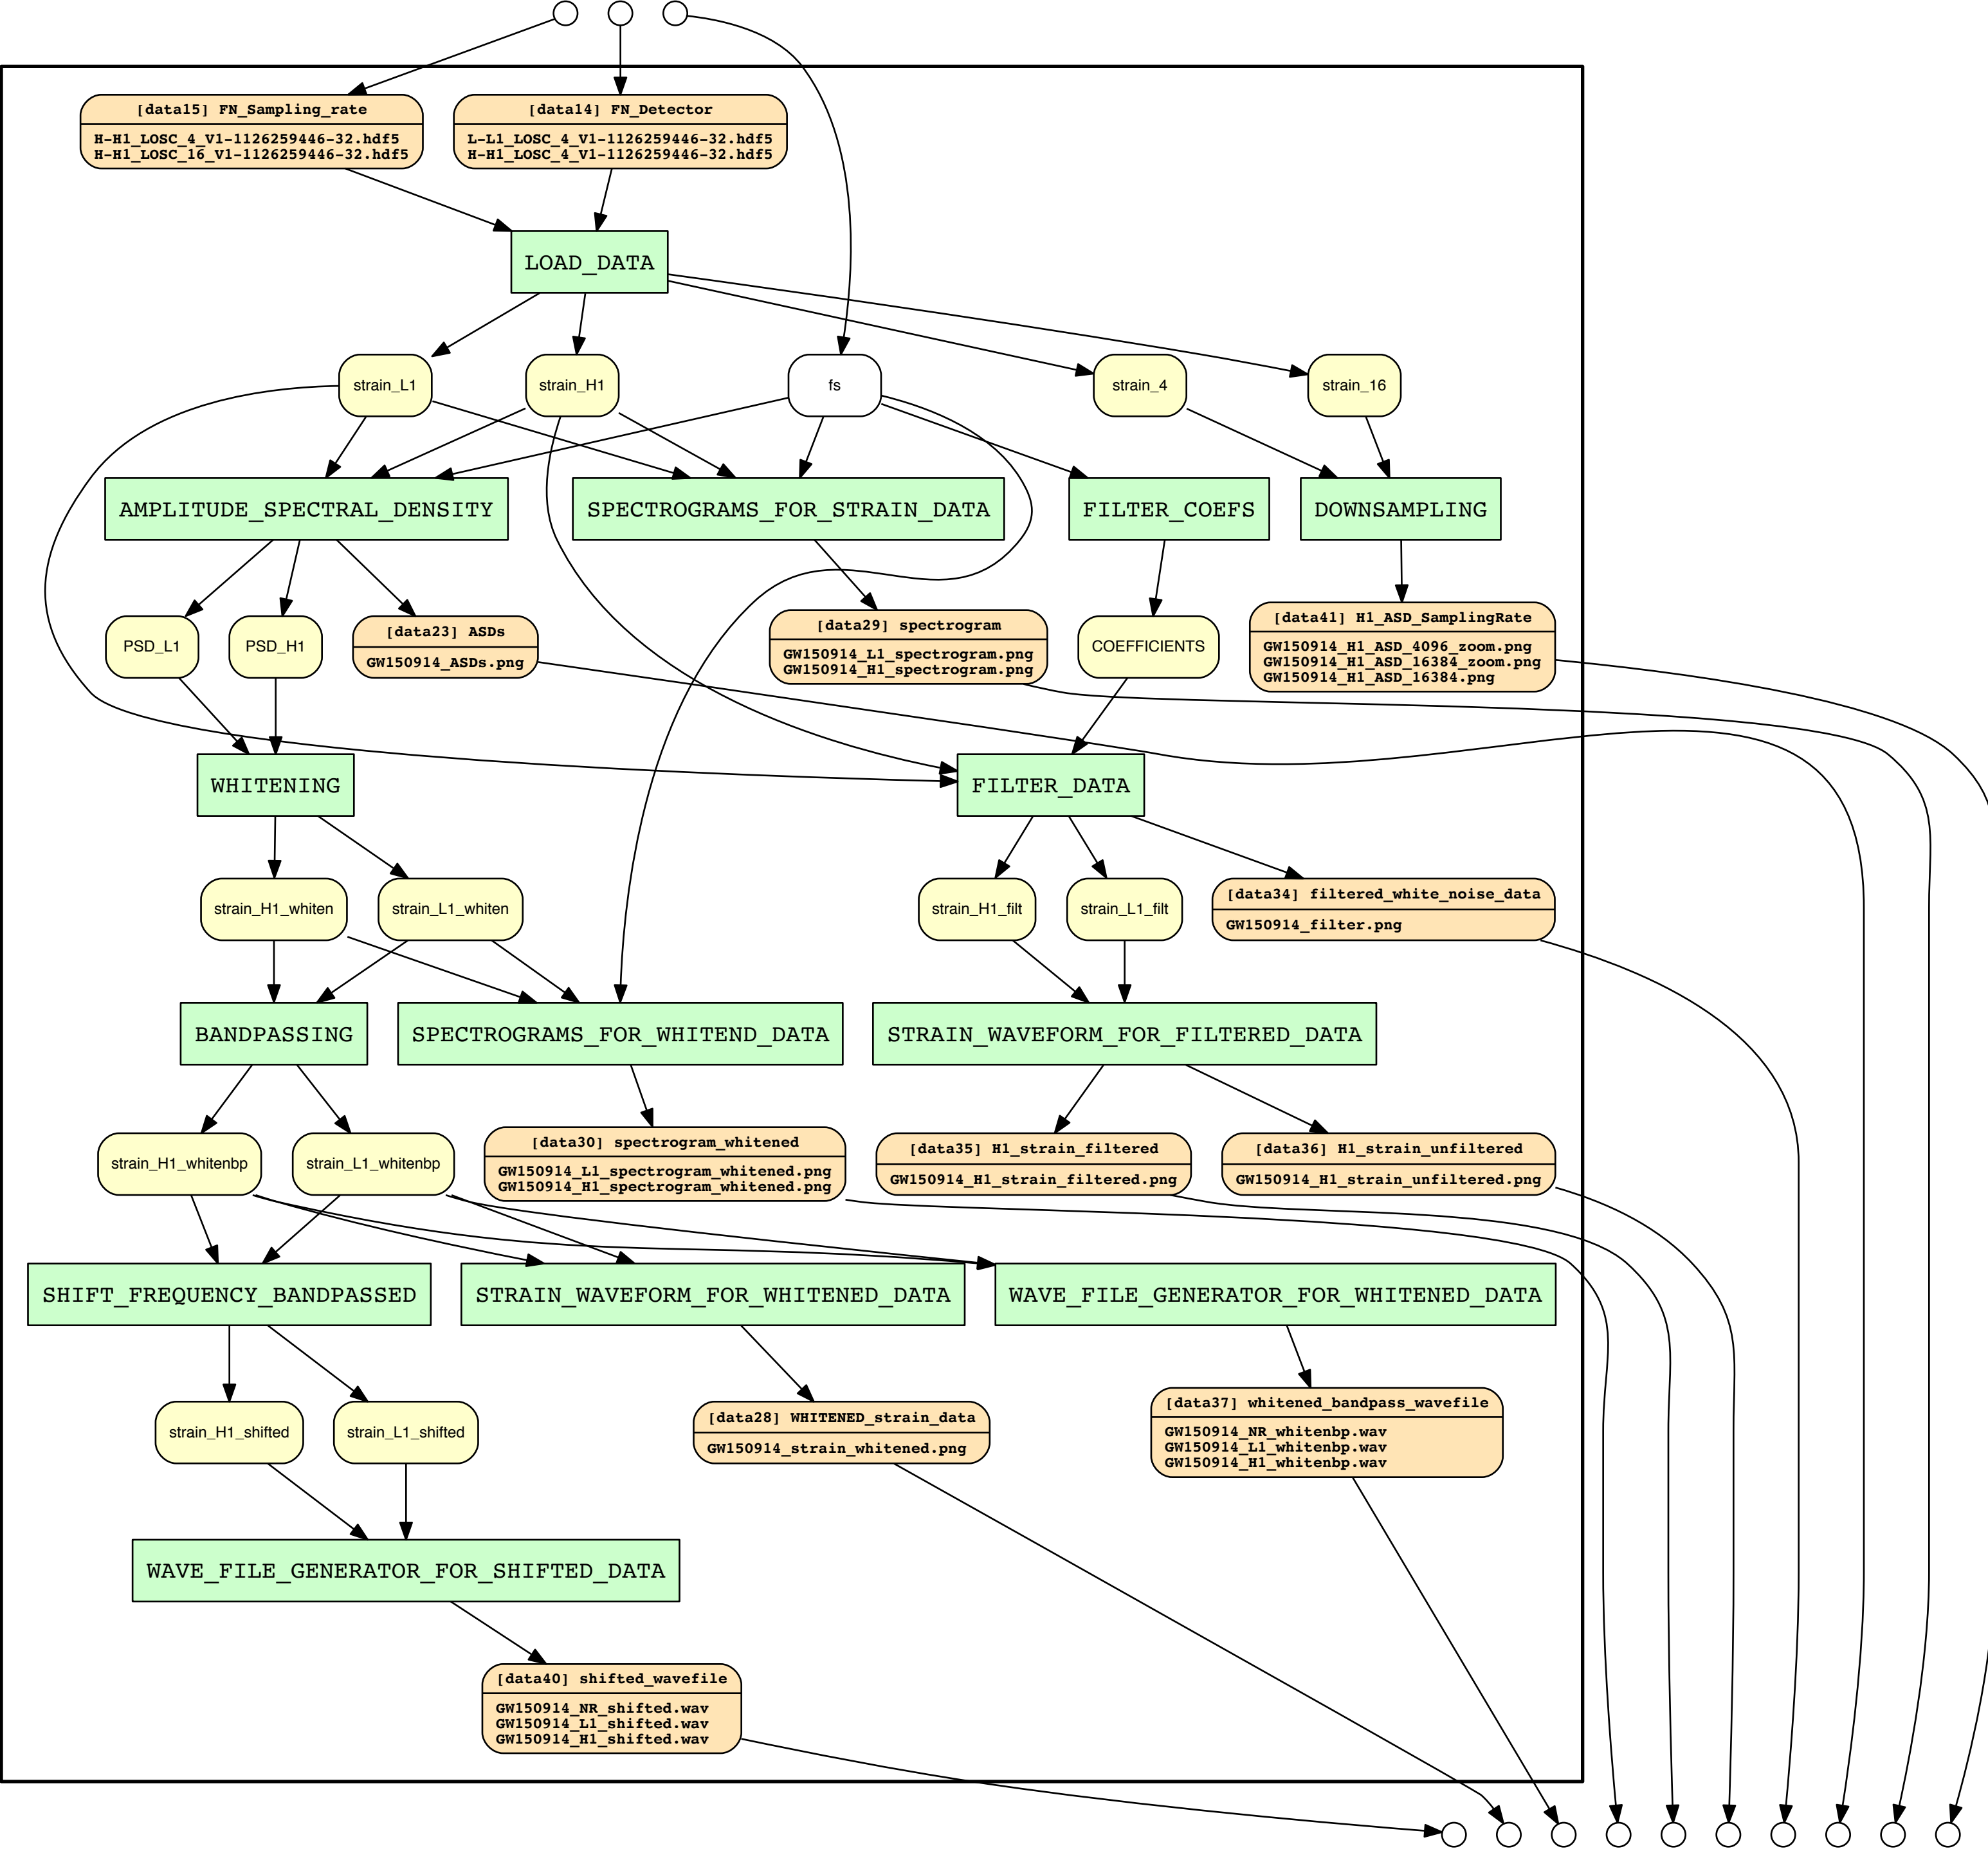 [data15] FN_Sampling_rate
H-H1_LOSC_4_V1-1126259446-32.hdf5
H-H1_LOSC_16_V1-1126259446-32.hdf5
[data14] FN_Detector
L-L1_LOSC_4_V1-1126259446-32.hdf5
H-H1_LOSC_4_V1-1126259446-32.hdf5
LOAD_DATA
strain_L1
strain_H1
fs
strain_4
strain_16
AMPLITUDE_SPECTRAL_DENSITY
SPECTROGRAMS_FOR_STRAIN_DATA
FILTER_COEFS
DOWNSAMPLING
PSD_L1
PSD_H1
[data23] ASDs
GW150914_ASDs.png
[data29] spectrogram
GW150914_L1_spectrogram.png
GW150914_H1_spectrogram.png
COEFFICIENTS
[data41] H1_ASD_SamplingRate
GW150914_H1_ASD_4096_zoom.png
GW150914_H1_ASD_16384_zoom.png
GW150914_H1_ASD_16384.png
WHITENING
FILTER_DATA
strain_H1_whiten
strain_L1_whiten
strain_H1_filt
strain_L1_filt
[data34] filtered_white_noise_data
GW150914_filter.png
BANDPASSING
SPECTROGRAMS_FOR_WHITEND_DATA
STRAIN_WAVEFORM_FOR_FILTERED_DATA
strain_H1_whitenbp
strain_L1_whitenbp
[data30] spectrogram_whitened
GW150914_L1_spectrogram_whitened.png
GW150914_H1_spectrogram_whitened.png
[data35] H1_strain_filtered
GW150914_H1_strain_filtered.png
[data36] H1_strain_unfiltered
GW150914_H1_strain_unfiltered.png
SHIFT_FREQUENCY_BANDPASSED
STRAIN_WAVEFORM_FOR_WHITENED_DATA
WAVE_FILE_GENERATOR_FOR_WHITENED_DATA
strain_H1_shifted
strain_L1_shifted
[data28] WHITENED_strain_data
GW150914_strain_whitened.png
[data37] whitened_bandpass_wavefile
GW150914_NR_whitenbp.wav
GW150914_L1_whitenbp.wav
GW150914_H1_whitenbp.wav
WAVE_FILE_GENERATOR_FOR_SHIFTED_DATA
[data40] shifted_wavefile
GW150914_NR_shifted.wav
GW150914_L1_shifted.wav
GW150914_H1_shifted.wav